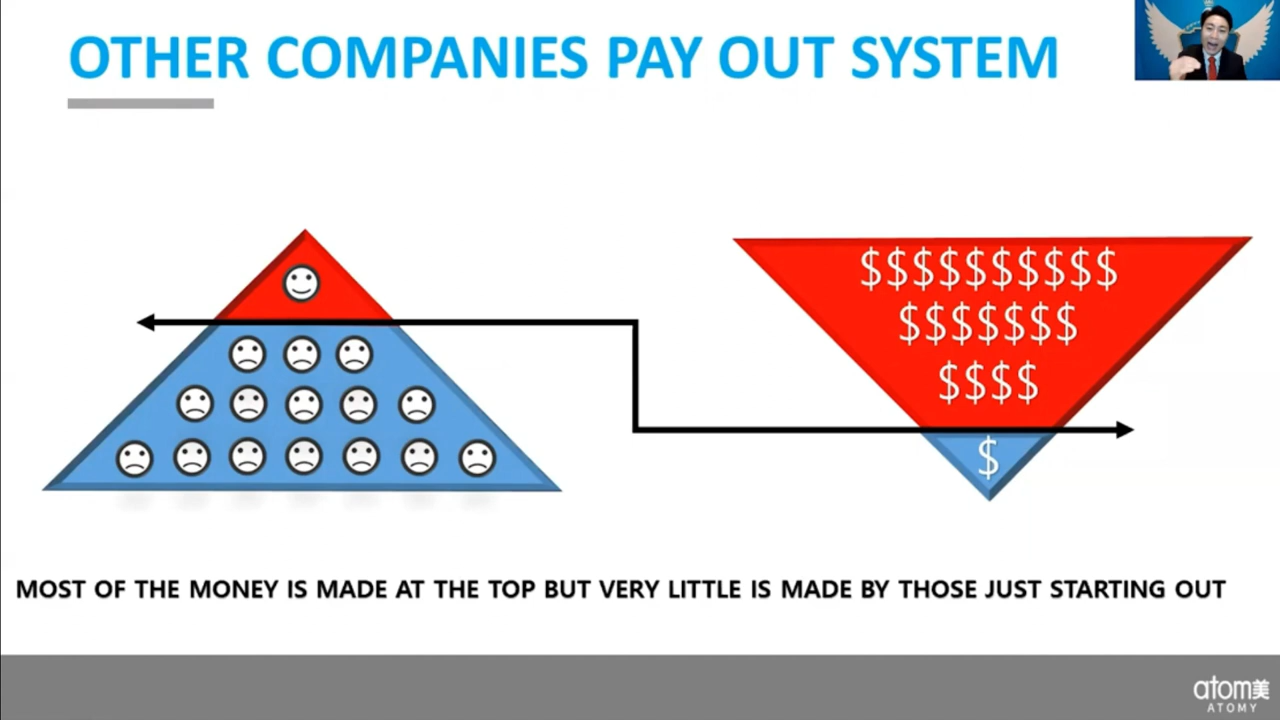 OTHER COMPANIES PAY OUT SYSTEM
$$$$$$$$$$
$$$$$$$
$$$$
$
MOST OF THE MONEY IS MADE AT THE TOP BUT VERY LITTLE IS MADE BY THOSE JUST STARTING OUT
atom美
ATOMY